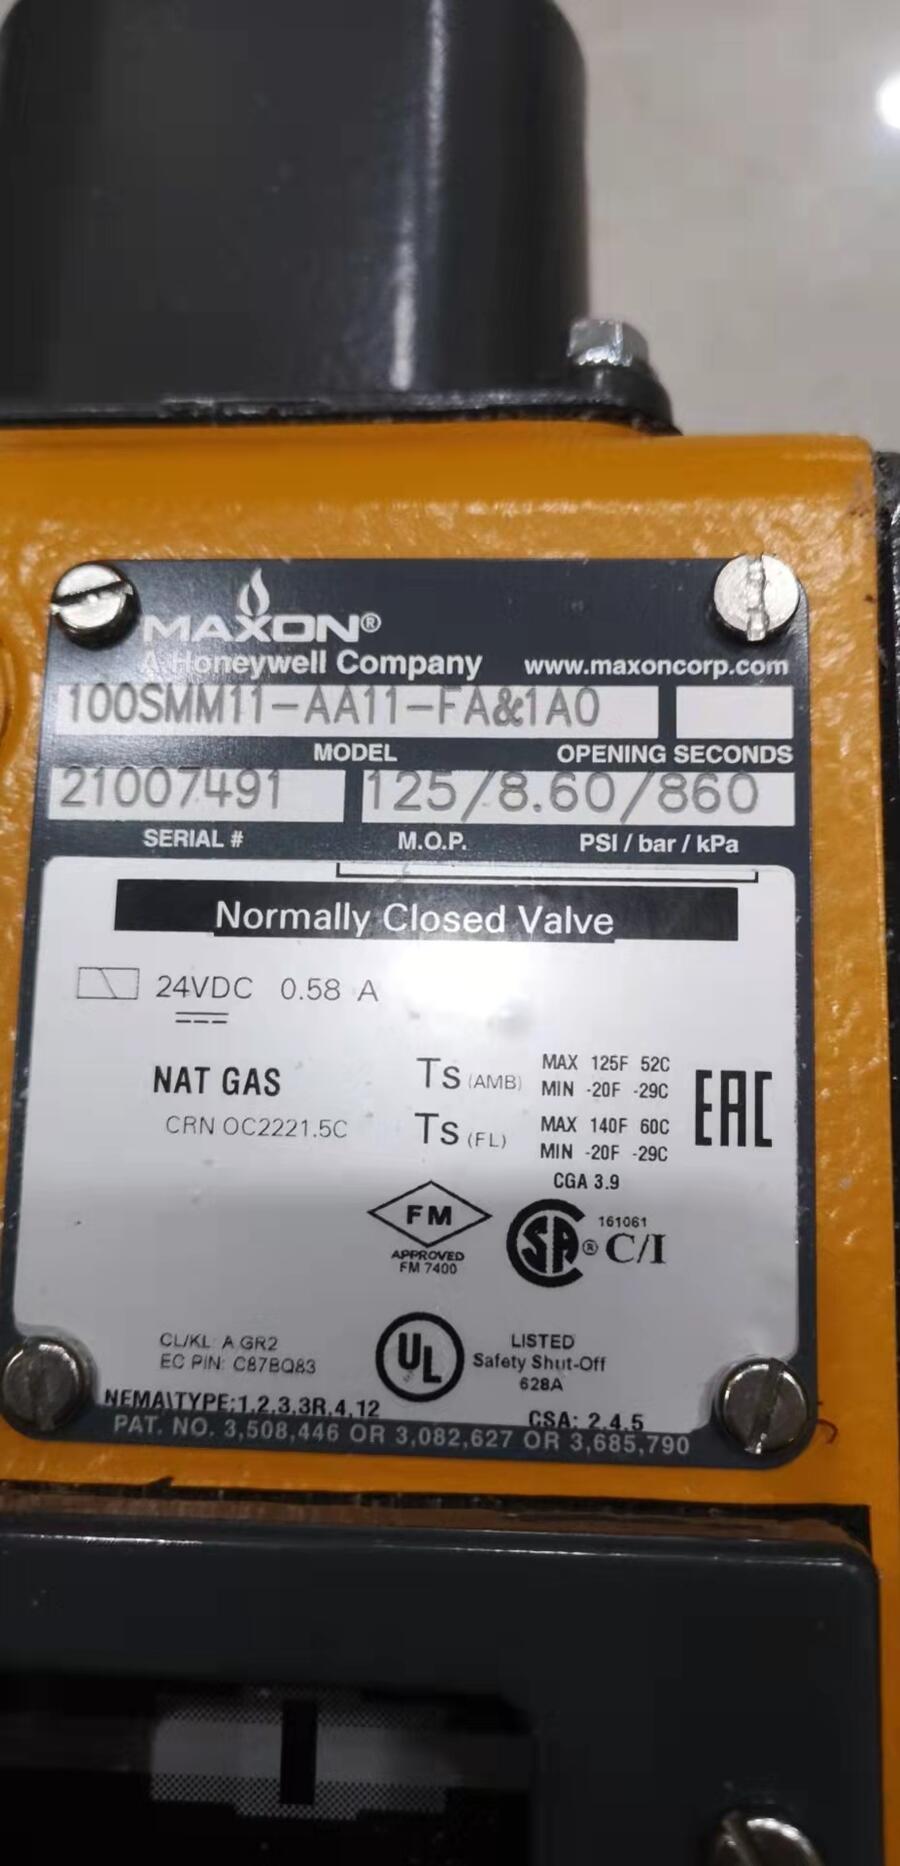 MAXON®
A Honeywell Company www.maxoncorp.com
100SMM11-AA11-FA&1A0
MODEL OPENING SECONDS
21007491 125/8.60/860
SERIAL # M.O.P. PSI / bar / kPa
Normally Closed Valve
24VDC 0.58 A
NAT GAS
CRN OC2221.5C
Ts (AMB) MAX 125F 52C
MIN -20F -29C
Ts (FL) MAX 140F 60C
MIN -20F -29C
EAC
CGA 3.9
FM
APPROVED
FM 7400
SA® 161061
C/I
CL/KL: A GR2
EC PIN: C87BQ83
UL
LISTED
Safety Shut-Off
628A
NEMA\TYPE:1,2,3,3R,4,12
CSA: 2,4,5
PAT. NO. 3,508,446 OR 3,082,627 OR 3,685,790